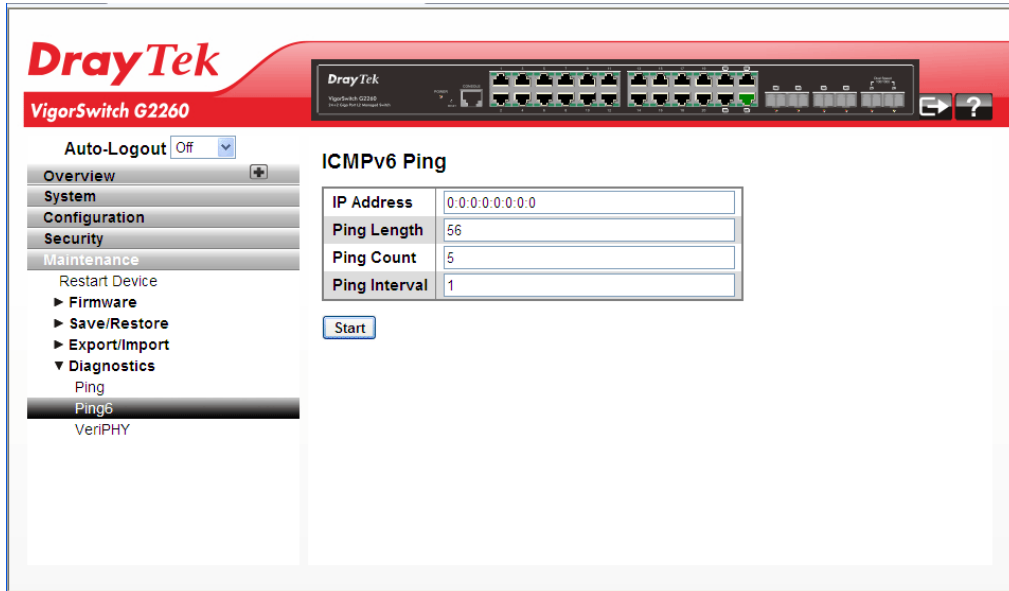 DrayTek
VigorSwitch G2260
DrayTek
VigorSwitch G2260
POWER
CONSOLE
Auto-Logout Off
Overview
System
Configuration
Security
Maintenance
Restart Device
► Firmware
► Save/Restore
► Export/Import
▼ Diagnostics
Ping
Ping6
VeriPHY
ICMPv6 Ping
IP Address 0:0:0:0:0:0:0:0
Ping Length 56
Ping Count 5
Ping Interval 1
Start
?